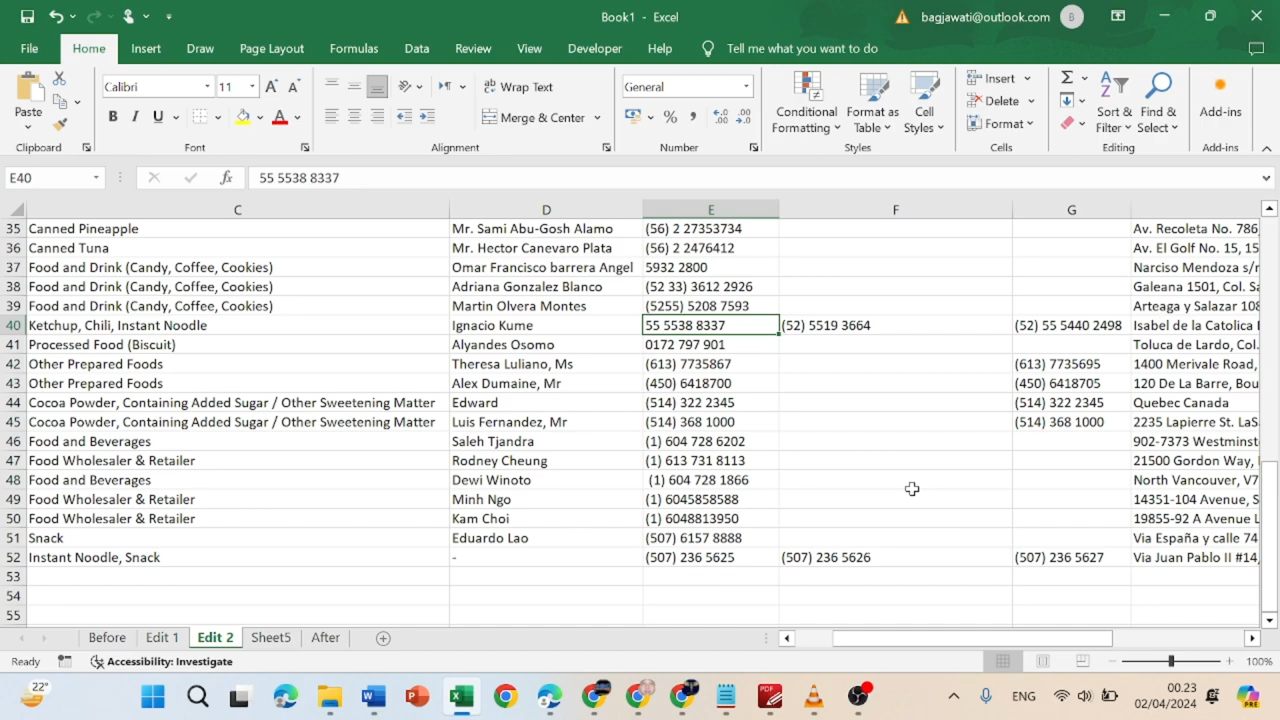 Book1 - Excel
bagjawati@outlook.com
B
File Home Insert Draw Page Layout Formulas Data Review View Developer Help Tell me what you want to do
Paste
Clipboard
Calibri 11
B I U A
Font
Wrap Text
Merge & Center
Alignment
General
Number
Conditional Formatting
Format as Table
Cell Styles
Styles
Insert
Delete
Format
Cells
Sort & Filter
Find & Select
Editing
Add-ins
Add-ins
E40 fx 55 5538 8337
C D E F G
35 Canned Pineapple Mr. Sami Abu-Gosh Alamo (56) 2 27353734 Av. Recoleta No. 786,
36 Canned Tuna Mr. Hector Canevaro Plata (56) 2 2476412 Av. El Golf No. 15, 15
37 Food and Drink (Candy, Coffee, Cookies) Omar Francisco barrera Angel 5932 2800 Narciso Mendoza s/n
38 Food and Drink (Candy, Coffee, Cookies) Adriana Gonzalez Blanco (52 33) 3612 2926 Galeana 1501, Col. Sa
39 Food and Drink (Candy, Coffee, Cookies) Martin Olvera Montes (5255) 5208 7593 Arteaga y Salazar 108
40 Ketchup, Chili, Instant Noodle Ignacio Kume 55 5538 8337 (52) 5519 3664 (52) 55 5440 2498 Isabel de la Catolica
41 Processed Food (Biscuit) Alyandes Osomo 0172 797 901 Toluca de Lardo, Col.
42 Other Prepared Foods Theresa Luliano, Ms (613) 7735867 (613) 7735695 1400 Merivale Road,
43 Other Prepared Foods Alex Dumaine, Mr (450) 6418700 (450) 6418705 120 De La Barre, Bou
44 Cocoa Powder, Containing Added Sugar / Other Sweetening Matter Edward (514) 322 2345 (514) 322 2345 Quebec Canada
45 Cocoa Powder, Containing Added Sugar / Other Sweetening Matter Luis Fernandez, Mr (514) 368 1000 (514) 368 1000 2235 Lapierre St. LaSa
46 Food and Beverages Saleh Tjandra (1) 604 728 6202 902-7373 Westminst
47 Food Wholesaler & Retailer Rodney Cheung (1) 613 731 8113 21500 Gordon Way,
48 Food and Beverages Dewi Winoto (1) 604 728 1866 North Vancouver, V7
49 Food Wholesaler & Retailer Minh Ngo (1) 6045858588 14351-104 Avenue, S
50 Food Wholesaler & Retailer Kam Choi (1) 6048813950 19855-92 A Avenue L
51 Snack Eduardo Lao (507) 6157 8888 Via España y calle 74
52 Instant Noodle, Snack - (507) 236 5625 (507) 236 5626 (507) 236 5627 Via Juan Pablo II #14,
53
54
55
Before Edit 1 Edit 2 Sheet5 After
Ready Accessibility: Investigate 100%
22° ENG 00.23
02/04/2024